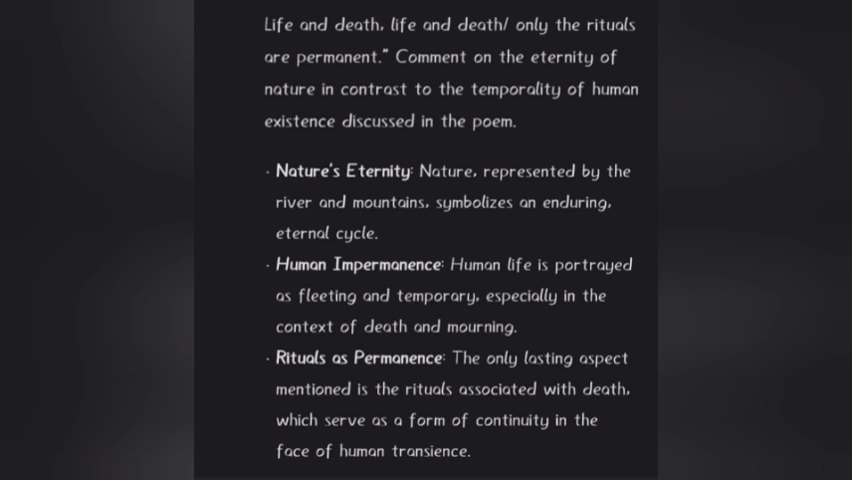 Life and death, life and death/ only the rituals
are permanent." Comment on the eternity of
nature in contrast to the temporality of human
existence discussed in the poem.
· Nature's Eternity: Nature, represented by the
river and mountains, symbolizes an enduring,
eternal cycle.
· Human Impermanence: Human life is portrayed
as fleeting and temporary, especially in the
context of death and mourning.
· Rituals as Permanence: The only lasting aspect
mentioned is the rituals associated with death,
which serve as a form of continuity in the
face of human transience.